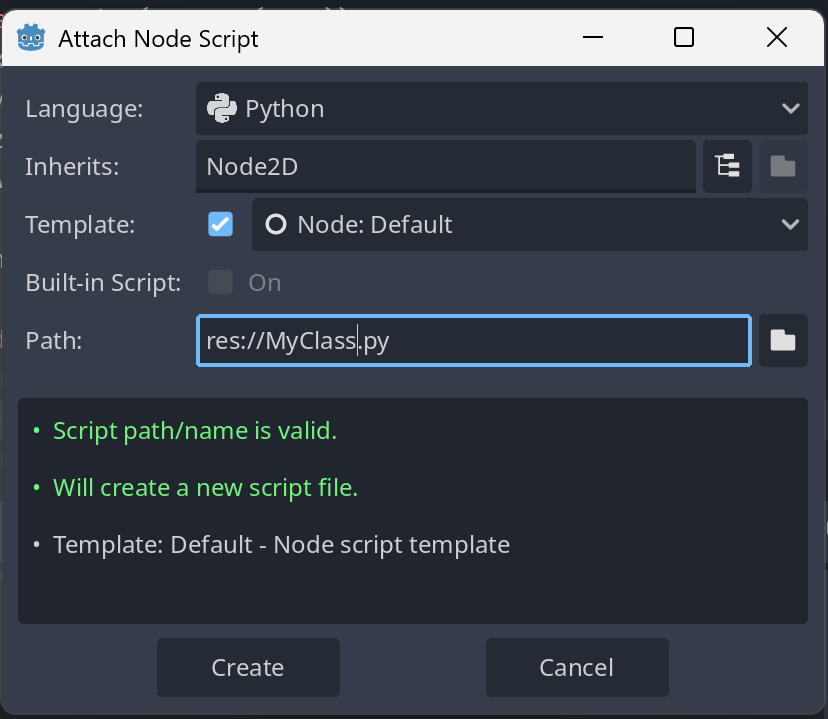 Attach Node Script
Language: Python
Inherits: Node2D
Template: Node: Default
Built-in Script: On
Path: res://MyClass.py
• Script path/name is valid.
• Will create a new script file.
• Template: Default - Node script template
Create Cancel